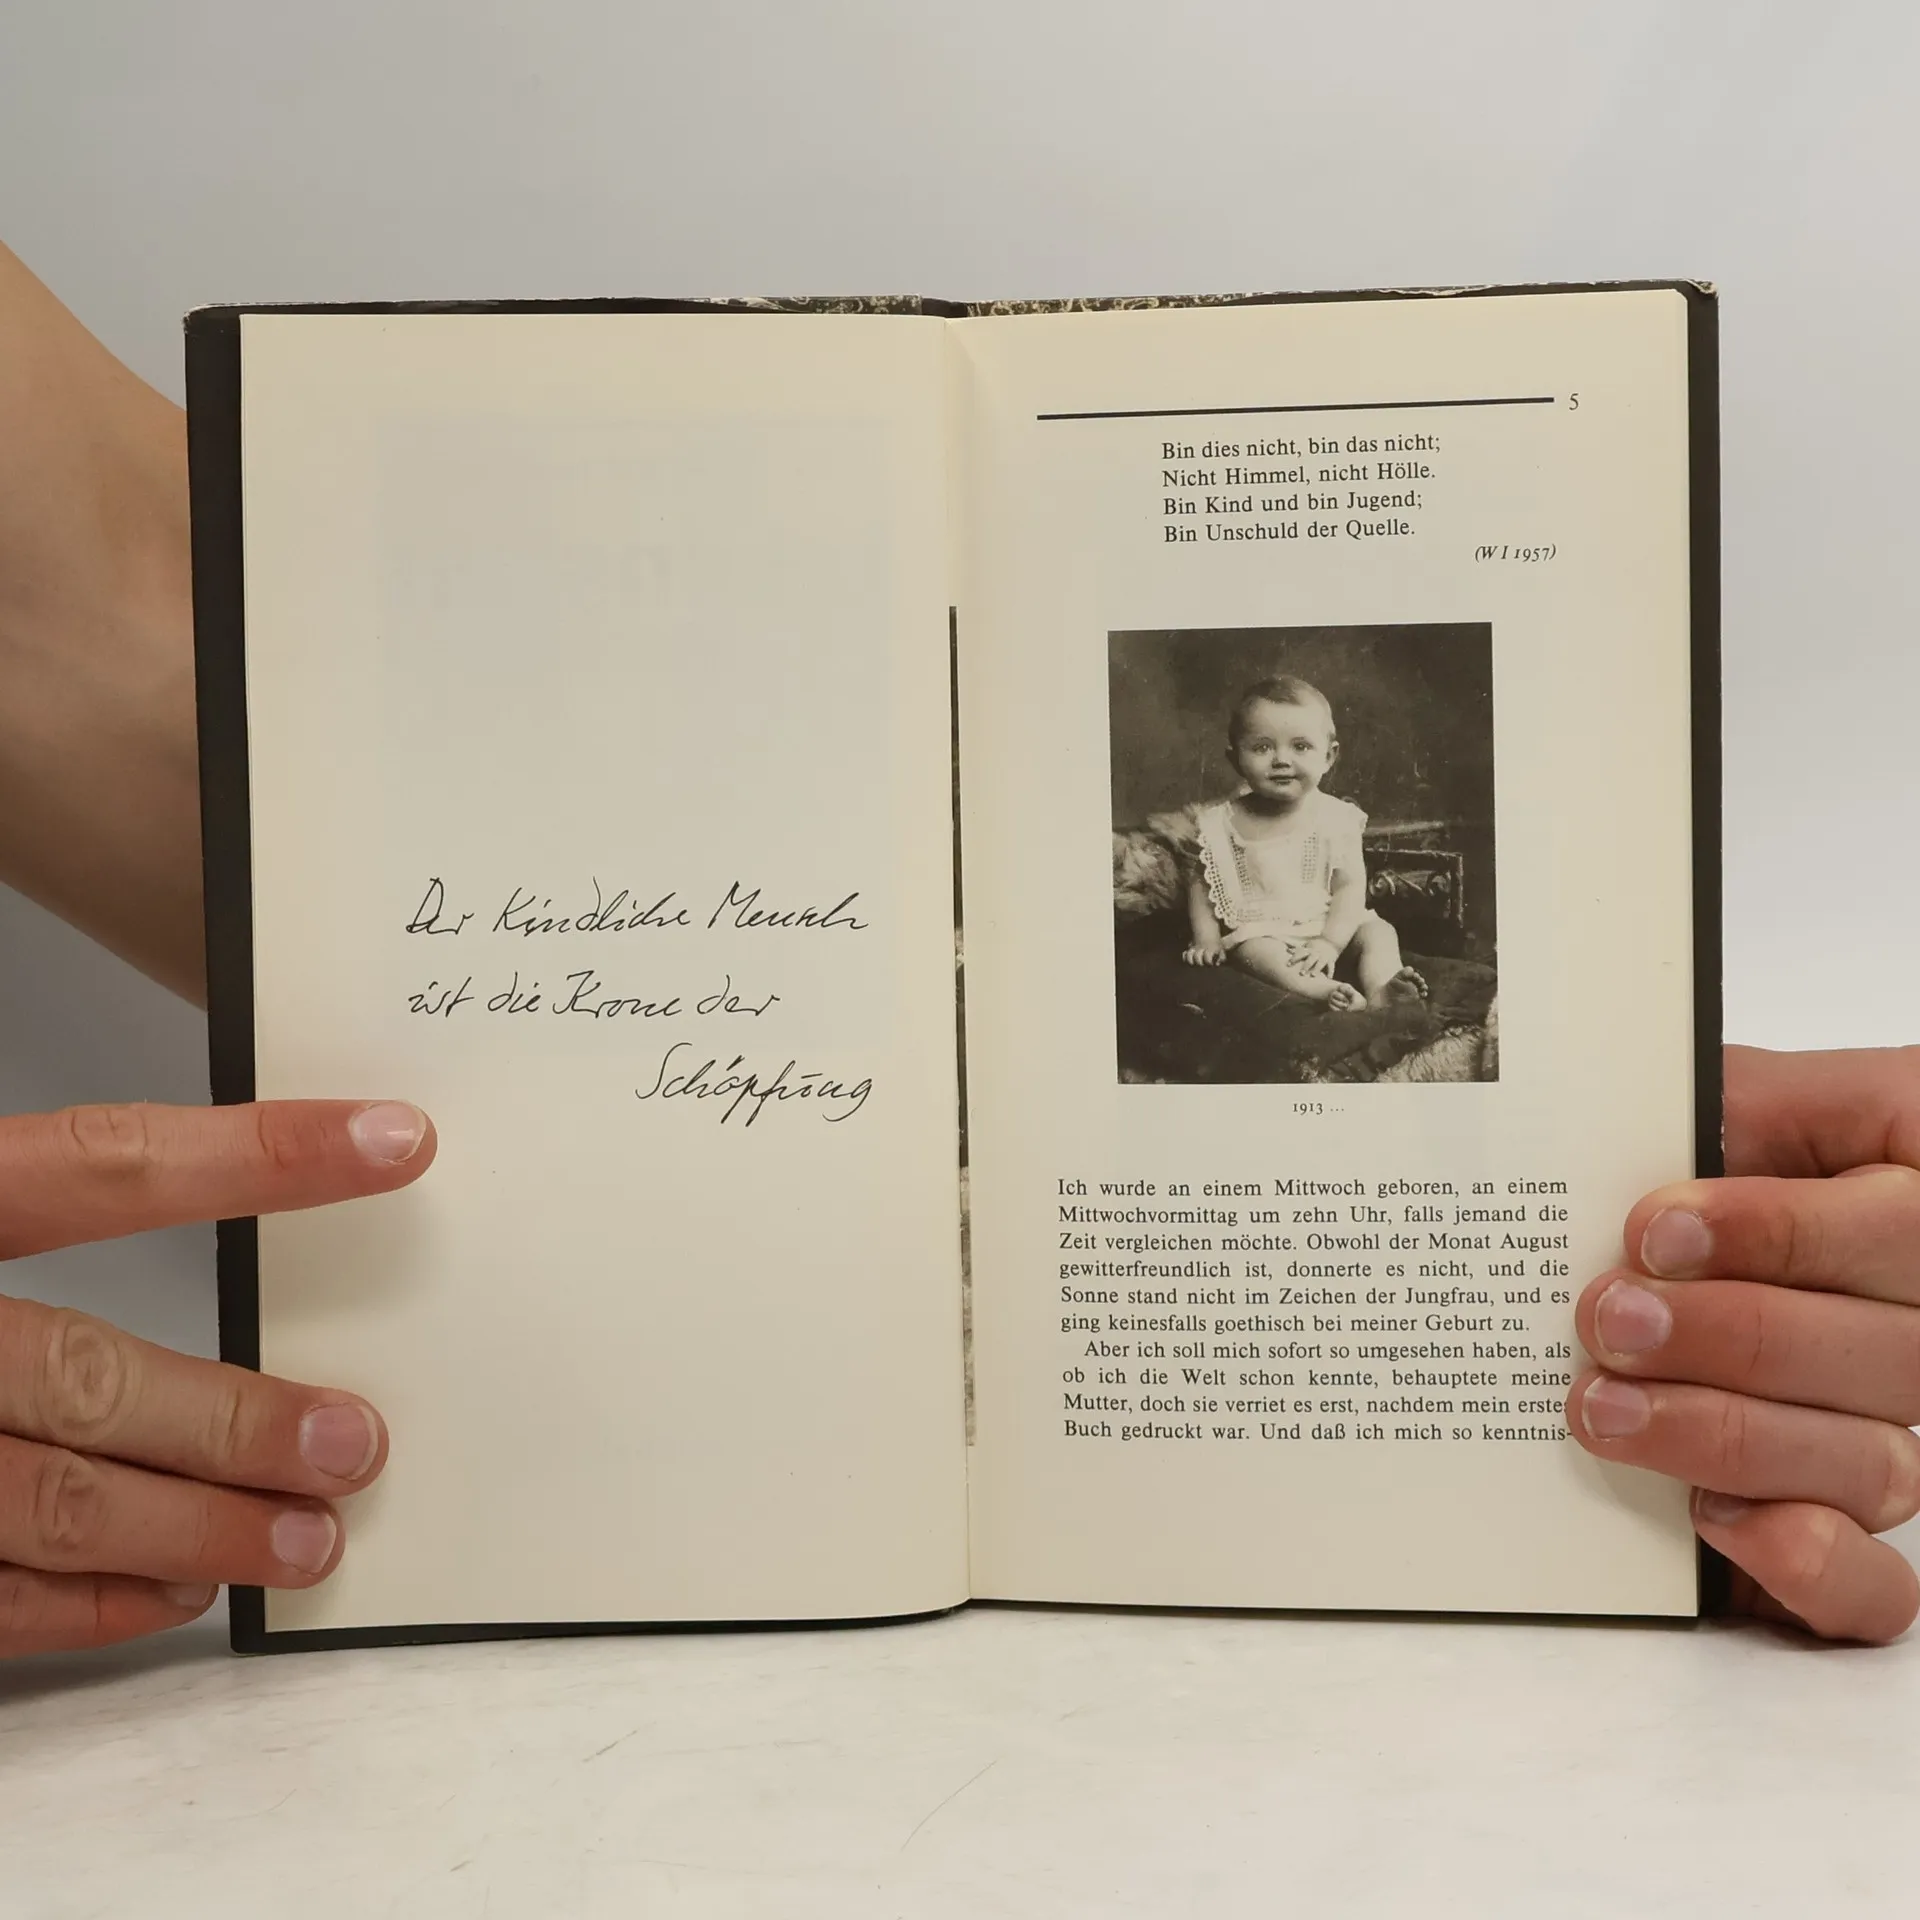 Der Kindliche Mensch
ist die Krone der
Schöpfung
5
Bin dies nicht, bin das nicht;
Nicht Himmel, nicht Hölle.
Bin Kind und bin Jugend;
Bin Unschuld der Quelle.
(W I 1957)
1913 ...
Ich wurde an einem Mittwoch geboren, an einem
Mittwochvormittag um zehn Uhr, falls jemand die
Zeit vergleichen möchte. Obwohl der Monat August
gewitterfreundlich ist, donnerte es nicht, und die
Sonne stand nicht im Zeichen der Jungfrau, und es
ging keinesfalls goethisch bei meiner Geburt zu.
Aber ich soll mich sofort so umgesehen haben, als
ob ich die Welt schon kennte, behauptete meine
Mutter, doch sie verriet es erst, nachdem mein erstes
Buch gedruckt war. Und daß ich mich so kenntnis-